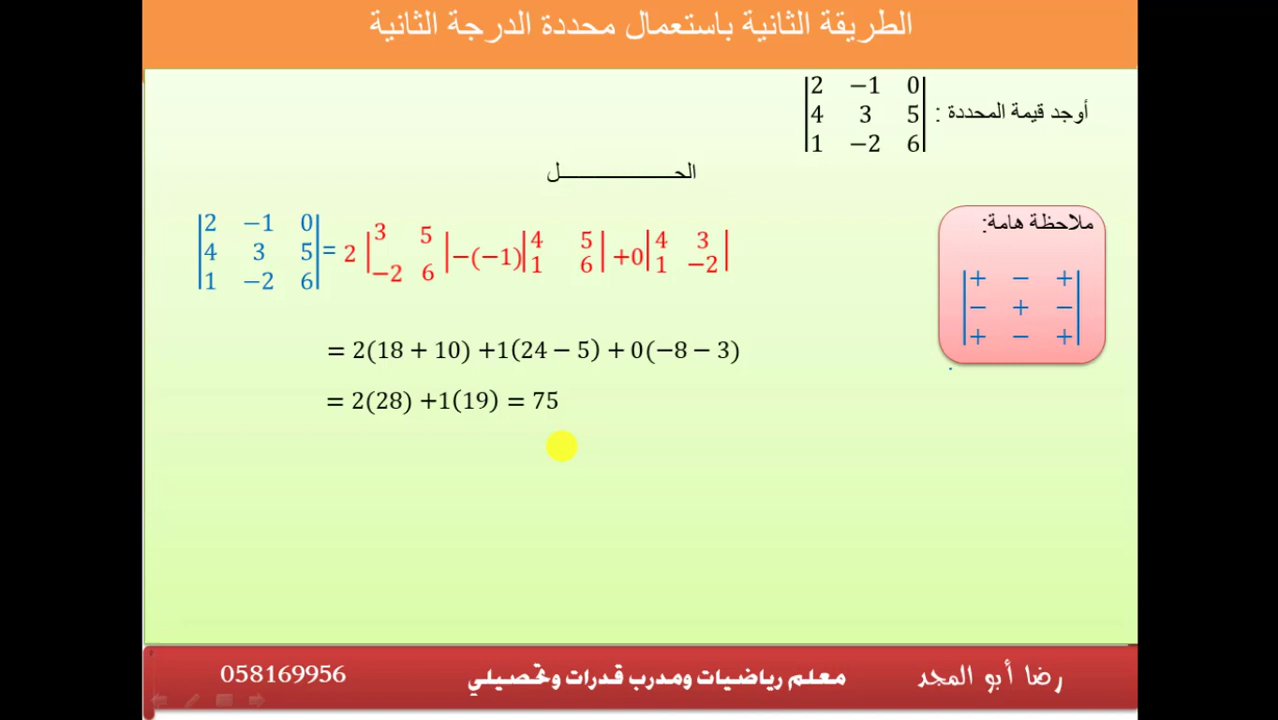 الطريقة الثانية باستعمال محددة الدرجة الثانية
أوجد قيمة المحددة :
|2 −1 0|
|4 3 5|
|1 −2 6|
الحـــــــــــــــــل
ملاحظة هامة:
|+ − +|
|− + −|
|+ − +|
|2 −1 0|
|4 3 5|
|1 −2 6|
= 2 |3 5|
|−2 6|
−(−1) |4 5|
|1 6|
+0 |4 3|
|1 −2|
= 2(18 + 10) +1(24 − 5) + 0(−8 − 3)
= 2(28) +1(19) = 75
رضا أبو المجد
معلم رياضيات ومدرب قدرات وتحصيلي
058169956